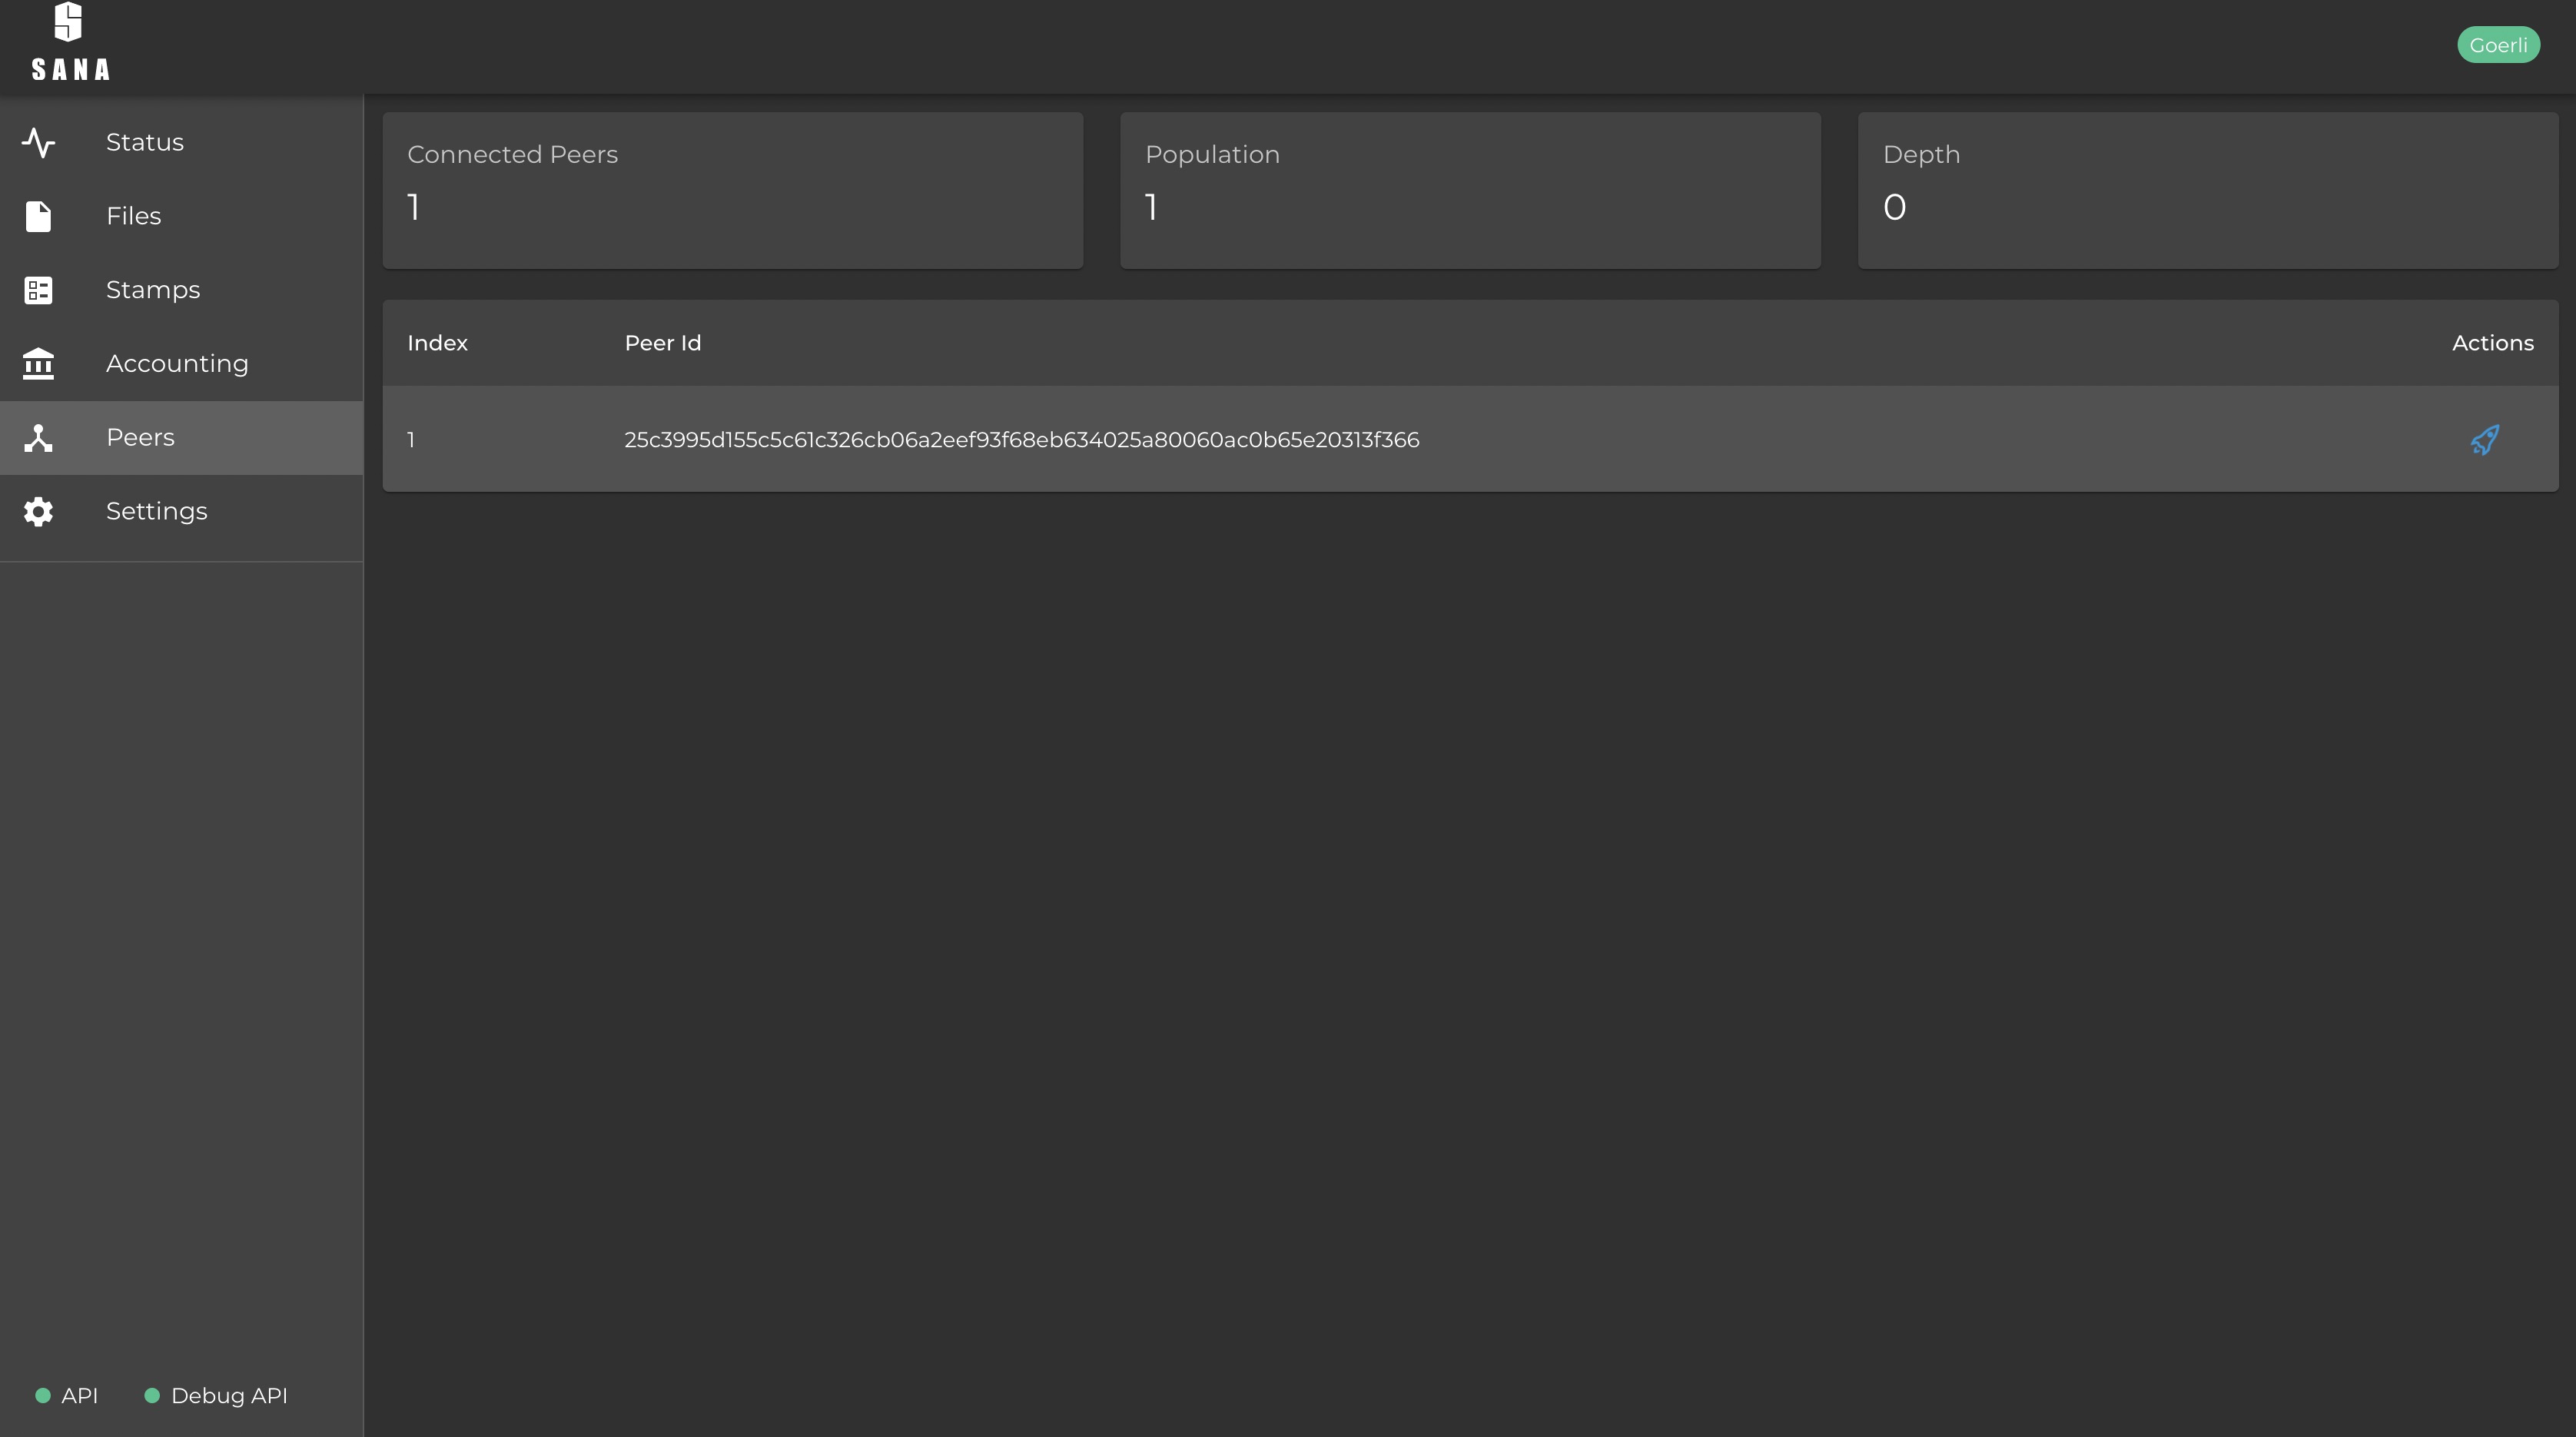 SANA
Goerli
Status
Files
Stamps
Accounting
Peers
Settings
Connected Peers
1
Population
1
Depth
0
Index Peer Id Actions
1 25c3995d155c5c61c326cb06a2eef93f68eb634025a80060ac0b65e20313f366
API Debug API